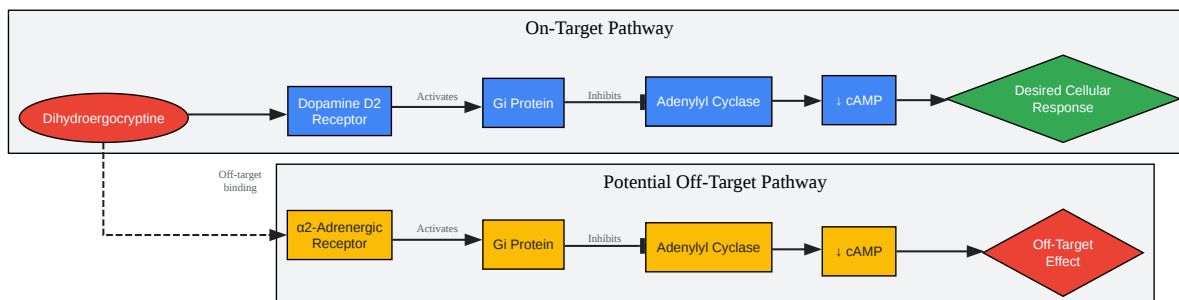 On-Target Pathway
Dihydroergocryptine
Dopamine D2
Receptor
Activates
Gi Protein
Inhibits
Adenylyl Cyclase
↓ cAMP
Desired Cellular
Response
Off-target
binding
Potential Off-Target Pathway
α2-Adrenergic
Receptor
Activates
Gi Protein
Inhibits
Adenylyl Cyclase
↓ cAMP
Off-Target
Effect